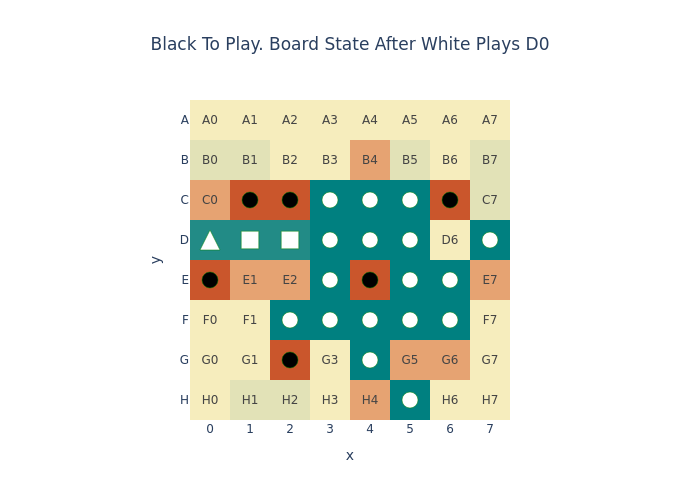 Black To Play. Board State After White Plays D0
A A0 A1 A2 A3 A4 A5 A6 A7
B B0 B1 B2 B3 B4 B5 B6 B7
C C0 C7
D D6
E E1 E2 E7
F F0 F1 F7
G G0 G1 G3 G5 G6 G7
H H0 H1 H2 H3 H4 H6 H7
0 1 2 3 4 5 6 7
x
y